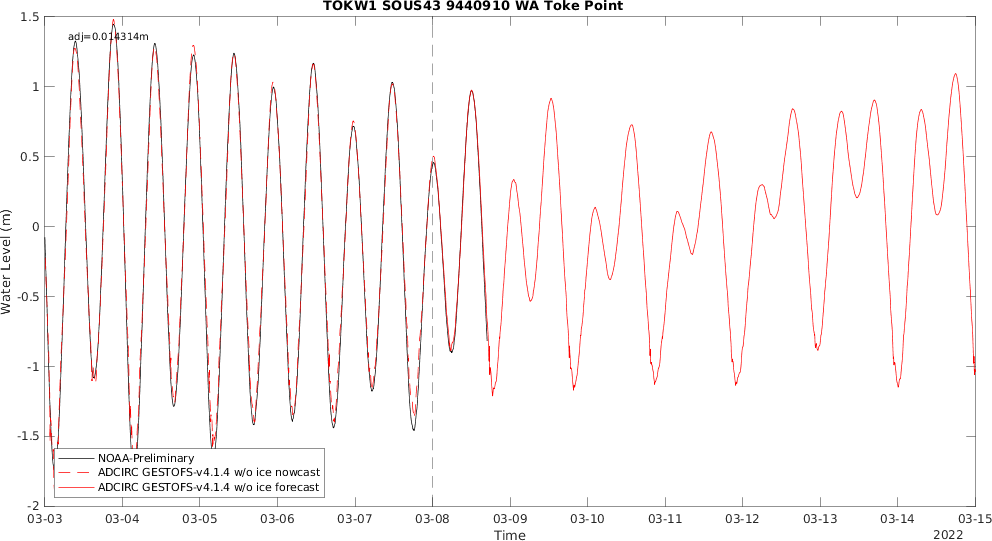 TOKW1 SOUS43 9440910 WA Toke Point
adj=0.014314m
1.5
1
0.5
0
-0.5
-1
-1.5
-2
Water Level (m)
NOAA-Preliminary
ADCIRC GESTOFS-v4.1.4 w/o ice nowcast
ADCIRC GESTOFS-v4.1.4 w/o ice forecast
03-03 03-04 03-05 03-06 03-07 03-08 03-09 03-10 03-11 03-12 03-13 03-14 03-15
Time
2022